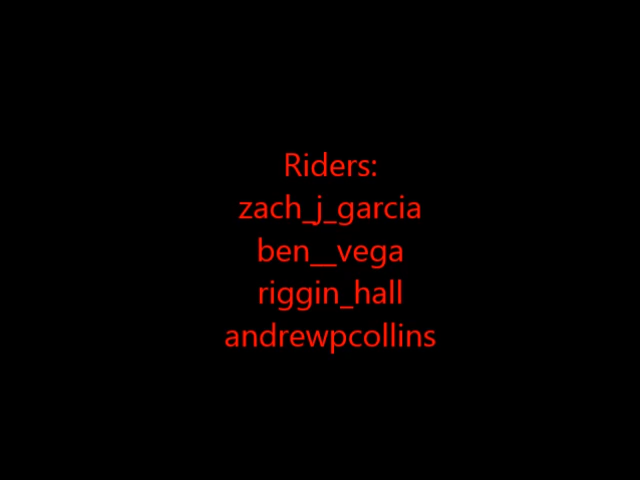 Riders:
zach_j_garcia
ben__vega
riggin_hall
andrewpcollins